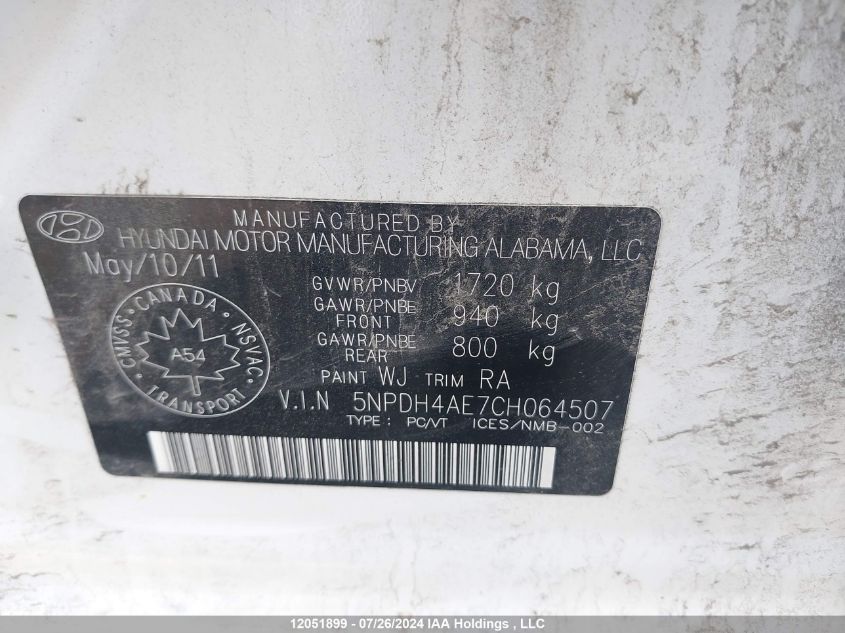 MANUFACTURED BY
HYUNDAI MOTOR MANUFACTURING ALABAMA, LLC
May/10/11
GVWR/PNBV 1720 kg
GAWR/PNBE FRONT 940 kg
GAWR/PNBE REAR 800 kg
PAINT WJ TRIM RA
CANADA
CMVSS NSVAC
A54
TRANSPORT
V.I.N 5NPDH4AE7CH064507
TYPE: PC/VT ICES/NMB-002
12051899 - 07/26/2024 IAA Holdings , LLC